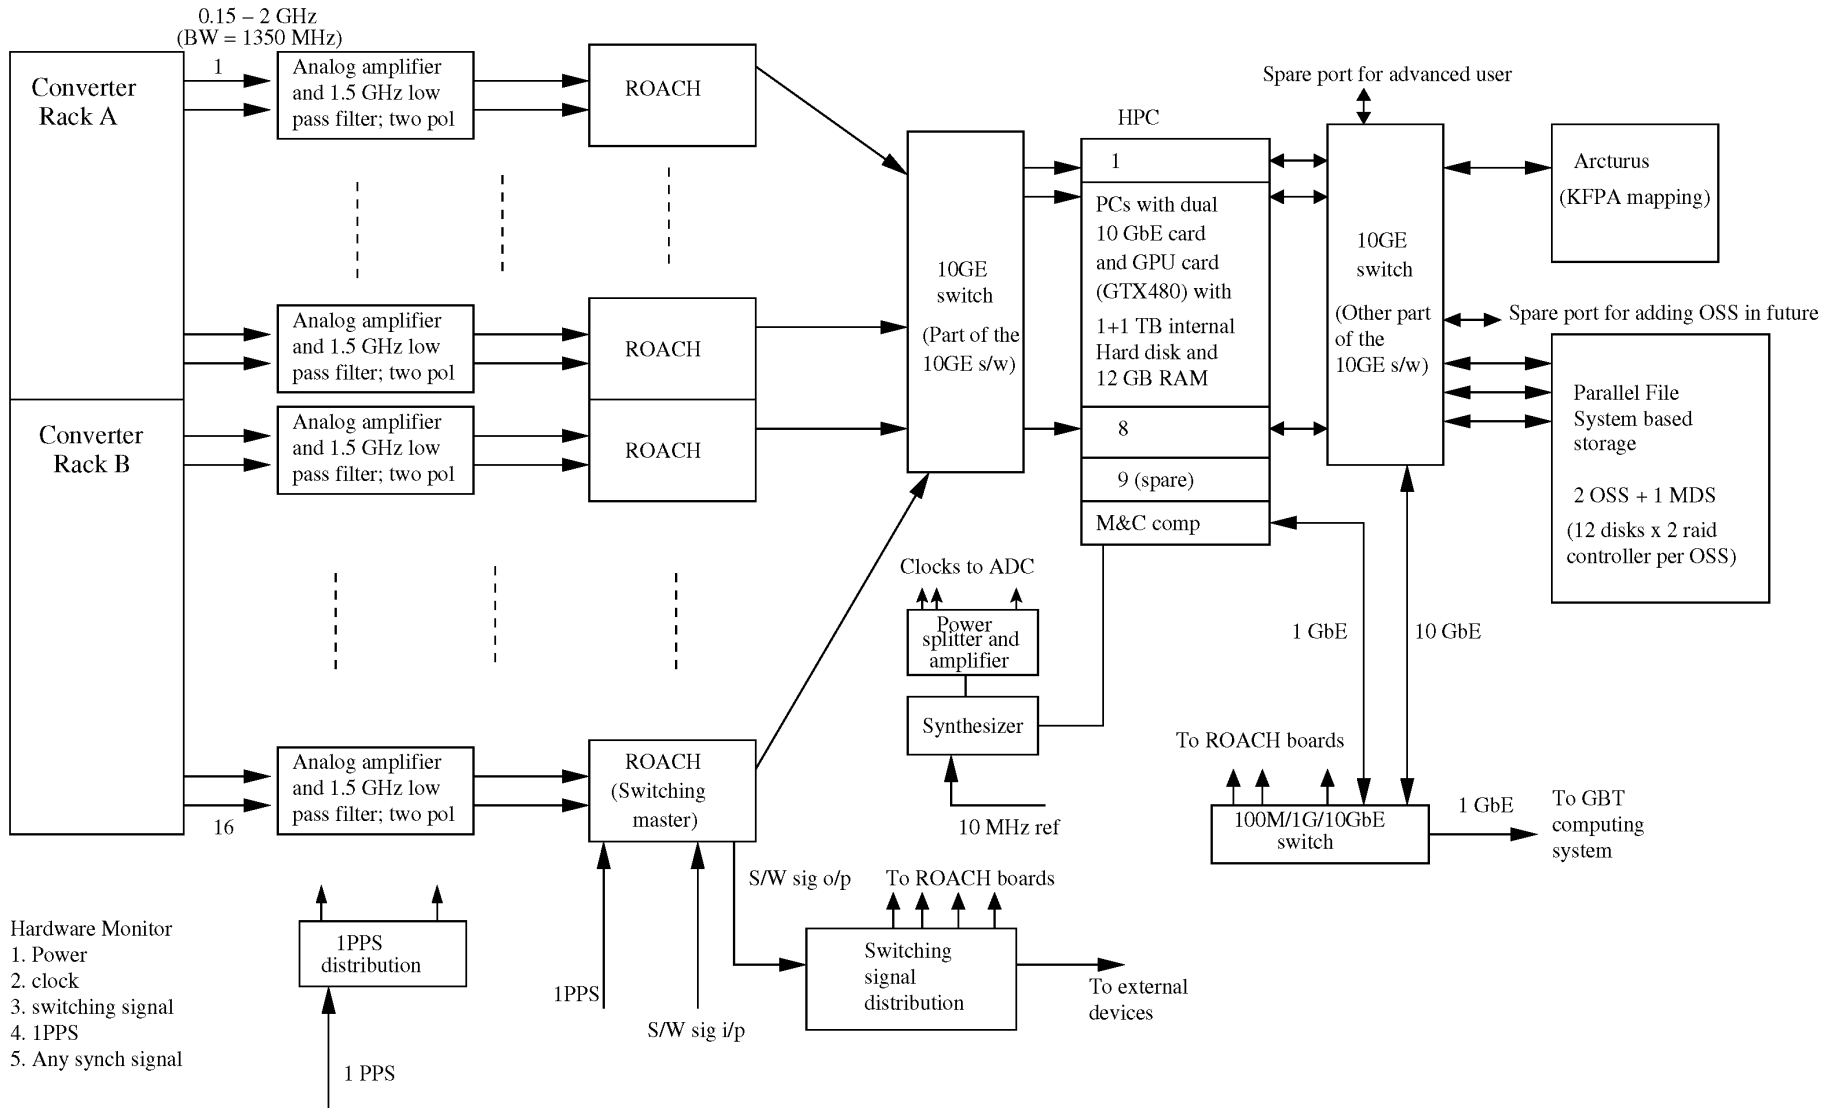 0.15 – 2 GHz
(BW = 1350 MHz)
Converter
Rack A
1
Analog amplifier
and 1.5 GHz low
pass filter; two pol
ROACH
Analog amplifier
and 1.5 GHz low
pass filter; two pol
ROACH
Converter
Rack B
Analog amplifier
and 1.5 GHz low
pass filter; two pol
ROACH
16
Analog amplifier
and 1.5 GHz low
pass filter; two pol
ROACH
(Switching
master)
10GE
switch
(Part of the
10GE s/w)
HPC
1
PCs with dual
10 GbE card
and GPU card
(GTX480) with
1+1 TB internal
Hard disk and
12 GB RAM
8
9 (spare)
M&C comp
Spare port for advanced user
10GE
switch
(Other part
of the
10GE s/w)
Arcturus
(KFPA mapping)
Spare port for adding OSS in future
Parallel File
System based
storage
2 OSS + 1 MDS
(12 disks x 2 raid
controller per OSS)
Clocks to ADC
Power
splitter and
amplifier
Synthesizer
10 MHz ref
1 GbE
10 GbE
To ROACH boards
100M/1G/10GbE
switch
1 GbE
To GBT
computing
system
Hardware Monitor
1. Power
2. clock
3. switching signal
4. 1PPS
5. Any synch signal
1PPS
distribution
1 PPS
1PPS
S/W sig i/p
S/W sig o/p
To ROACH boards
Switching
signal
distribution
To external
devices